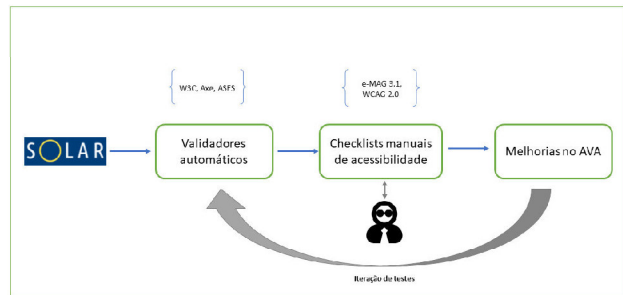 W3C, Axe, ASES
e-MAG 3.1,
WCAG 2.0
SOLAR
Validadores
automáticos
Checklists manuais
de acessibilidade
Melhorias no AVA
Iteração de testes